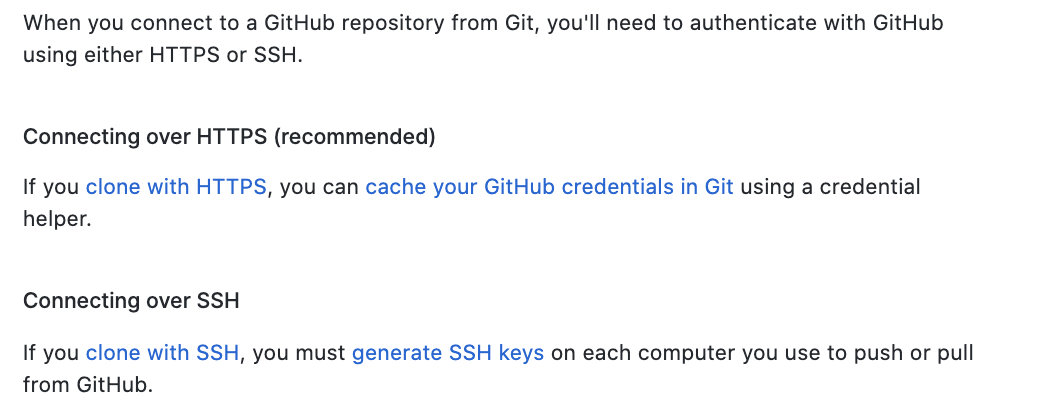 When you connect to a GitHub repository from Git, you'll need to authenticate with GitHub
using either HTTPS or SSH.
Connecting over HTTPS (recommended)
If you clone with HTTPS, you can cache your GitHub credentials in Git using a credential
helper.
Connecting over SSH
If you clone with SSH, you must generate SSH keys on each computer you use to push or pull
from GitHub.